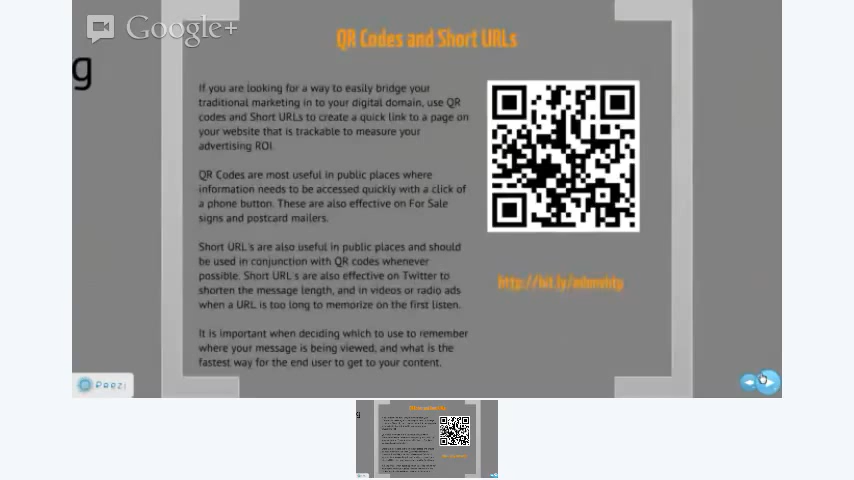 Google+
g
QR Codes and Short URLs
If you are looking for a way to easily bridge your
traditional marketing in to your digital domain, use QR
codes and Short URLs to create a quick link to a page on
your website that is trackable to measure your
advertising ROI.
QR Codes are most useful in public places where
information needs to be accessed quickly with a click of
a phone button. These are also effective on For Sale
signs and postcard mailers.
Short URL's are also useful in public places and should
be used in conjunction with QR codes whenever
possible. Short URL's are also effective on Twitter to
shorten the message length, and in videos or radio ads
when a URL is too long to memorize on the first listen.
It is important when deciding which to use to remember
where your message is being viewed, and what is the
fastest way for the end user to get to your content.
Prezi